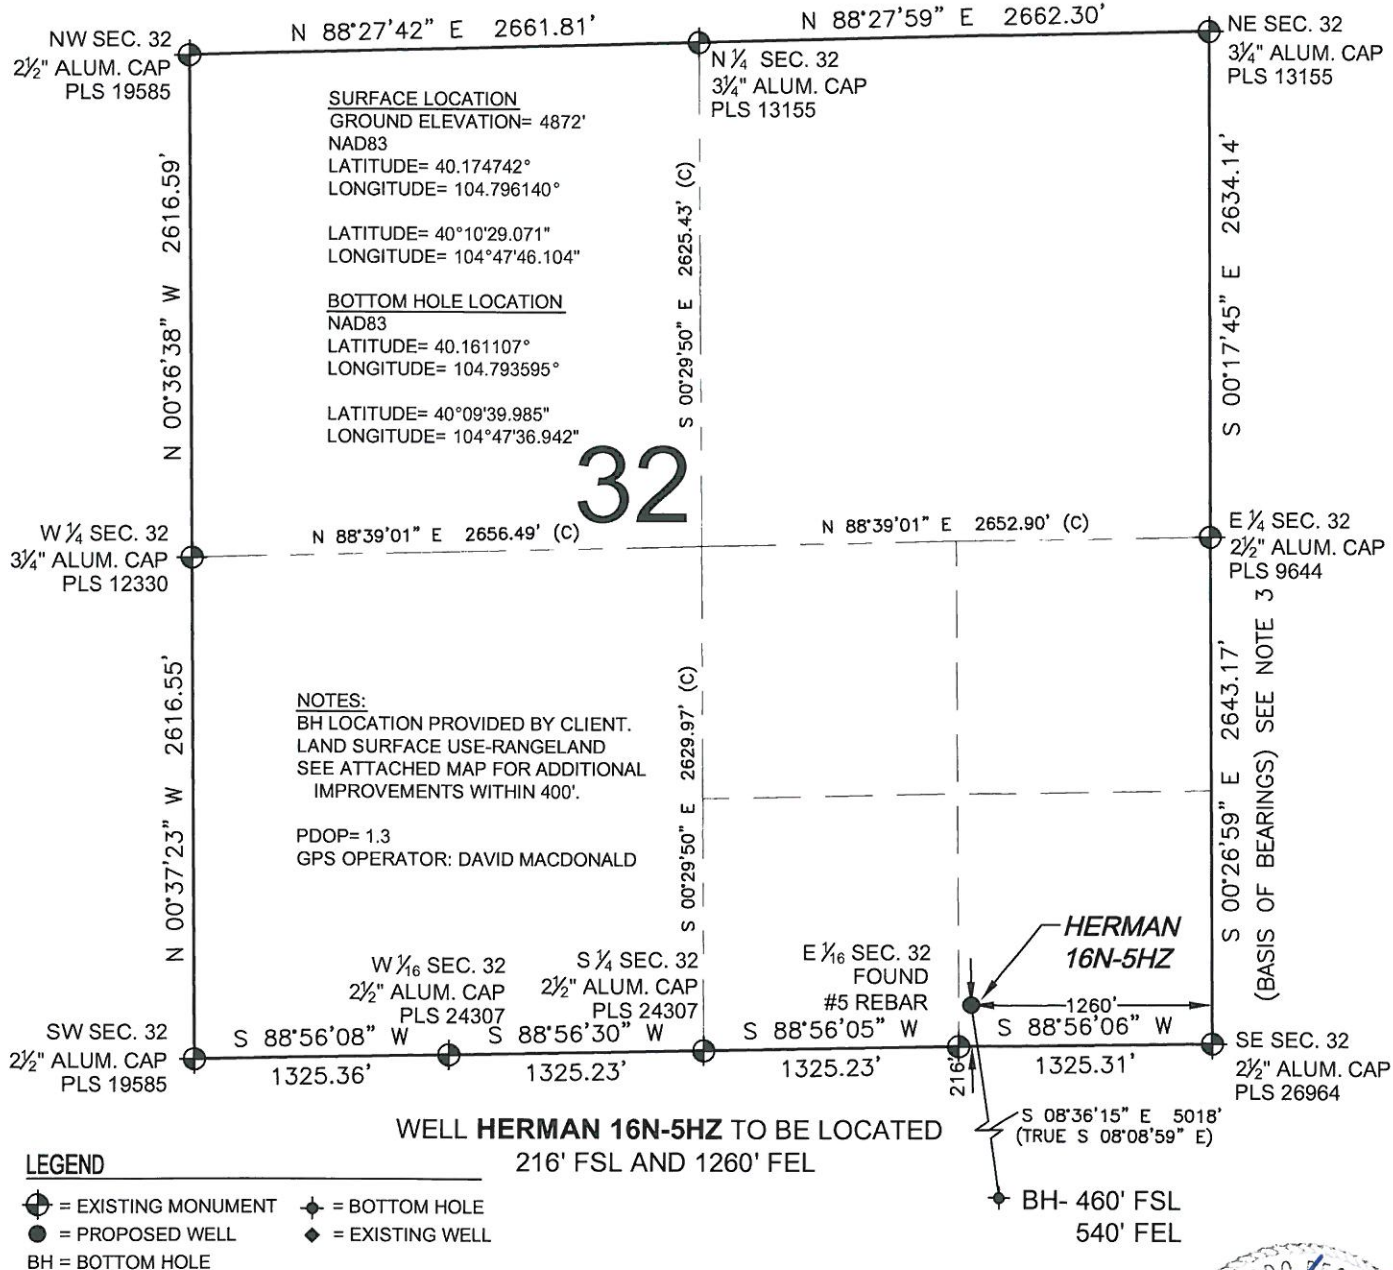 N 88°27'42" E 2661.81'
N 88°27'59" E 2662.30'
NW SEC. 32
2½" ALUM. CAP
PLS 19585
N ¼ SEC. 32
3¼" ALUM. CAP
PLS 13155
NE SEC. 32
3¼" ALUM. CAP
PLS 13155
SURFACE LOCATION
GROUND ELEVATION= 4872'
NAD83
LATITUDE= 40.174742°
LONGITUDE= 104.796140°
LATITUDE= 40°10'29.071"
LONGITUDE= 104°47'46.104"
BOTTOM HOLE LOCATION
NAD83
LATITUDE= 40.161107°
LONGITUDE= 104.793595°
LATITUDE= 40°09'39.985"
LONGITUDE= 104°47'36.942"
N 00°36'38" W 2616.59'
S 00°29'50" E 2625.43' (C)
S 00°17'45" E 2634.14'
32
W ¼ SEC. 32
3¼" ALUM. CAP
PLS 12330
N 88°39'01" E 2656.49' (C)
N 88°39'01" E 2652.90' (C)
E ¼ SEC. 32
2½" ALUM. CAP
PLS 9644
N 00°37'23" W 2616.55'
NOTES:
BH LOCATION PROVIDED BY CLIENT.
LAND SURFACE USE-RANGELAND
SEE ATTACHED MAP FOR ADDITIONAL
IMPROVEMENTS WITHIN 400'.
PDOP= 1.3
GPS OPERATOR: DAVID MACDONALD
S 00°29'50" E 2629.97' (C)
S 00°26'59" E 2643.17'
(BASIS OF BEARINGS) SEE NOTE 3
HERMAN
16N-5HZ
W 1⁄16 SEC. 32
2½" ALUM. CAP
PLS 24307
S ¼ SEC. 32
2½" ALUM. CAP
PLS 24307
E 1⁄16 SEC. 32
FOUND
#5 REBAR
1260'
SW SEC. 32
2½" ALUM. CAP
PLS 19585
S 88°56'08" W
1325.36'
S 88°56'30" W
1325.23'
S 88°56'05" W
1325.23'
216'
S 88°56'06" W
1325.31'
SE SEC. 32
2½" ALUM. CAP
PLS 26964
S 08°36'15" E 5018'
(TRUE S 08°08'59" E)
WELL HERMAN 16N-5HZ TO BE LOCATED
216' FSL AND 1260' FEL
BH- 460' FSL
540' FEL
LEGEND
= EXISTING MONUMENT
= BOTTOM HOLE
= PROPOSED WELL
= EXISTING WELL
BH = BOTTOM HOLE